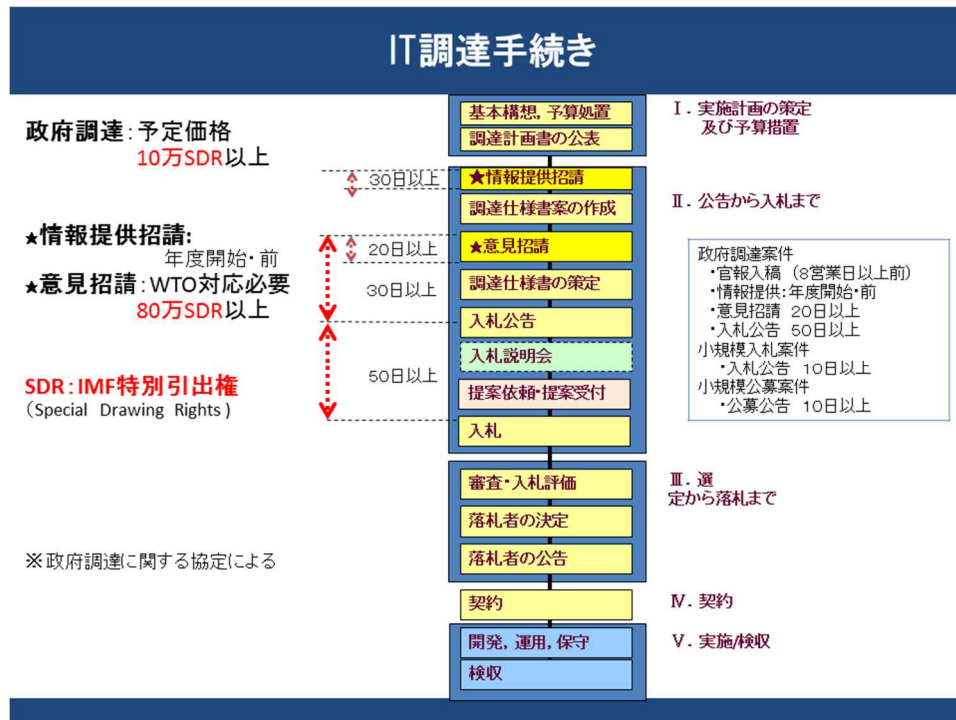 IT調達手続き
政府調達：予定価格
10万SDR以上
★情報提供招請:
年度開始・前
★意見招請：WTO対応必要
80万SDR以上
SDR：IMF特別引出権
（Special Drawing Rights）
※政府調達に関する協定による
30日以上
20日以上
30日以上
50日以上
基本構想，予算処置
調達計画書の公表
★情報提供招請
調達仕様書案の作成
★意見招請
調達仕様書の策定
入札公告
入札説明会
提案依頼・提案受付
入札
審査・入札評価
落札者の決定
落札者の公告
契約
開発，運用，保守
検収
Ⅰ．実施計画の策定
及び予算措置
Ⅱ．公告から入札まで
政府調達案件
・官報入稿（8営業日以上前）
・情報提供：年度開始・前
・意見招請 20日以上
・入札公告 50日以上
小規模入札案件
・入札公告 10日以上
小規模公募案件
・公募公告 10日以上
Ⅲ．選
定から落札まで
Ⅳ．契約
Ⅴ．実施/検収